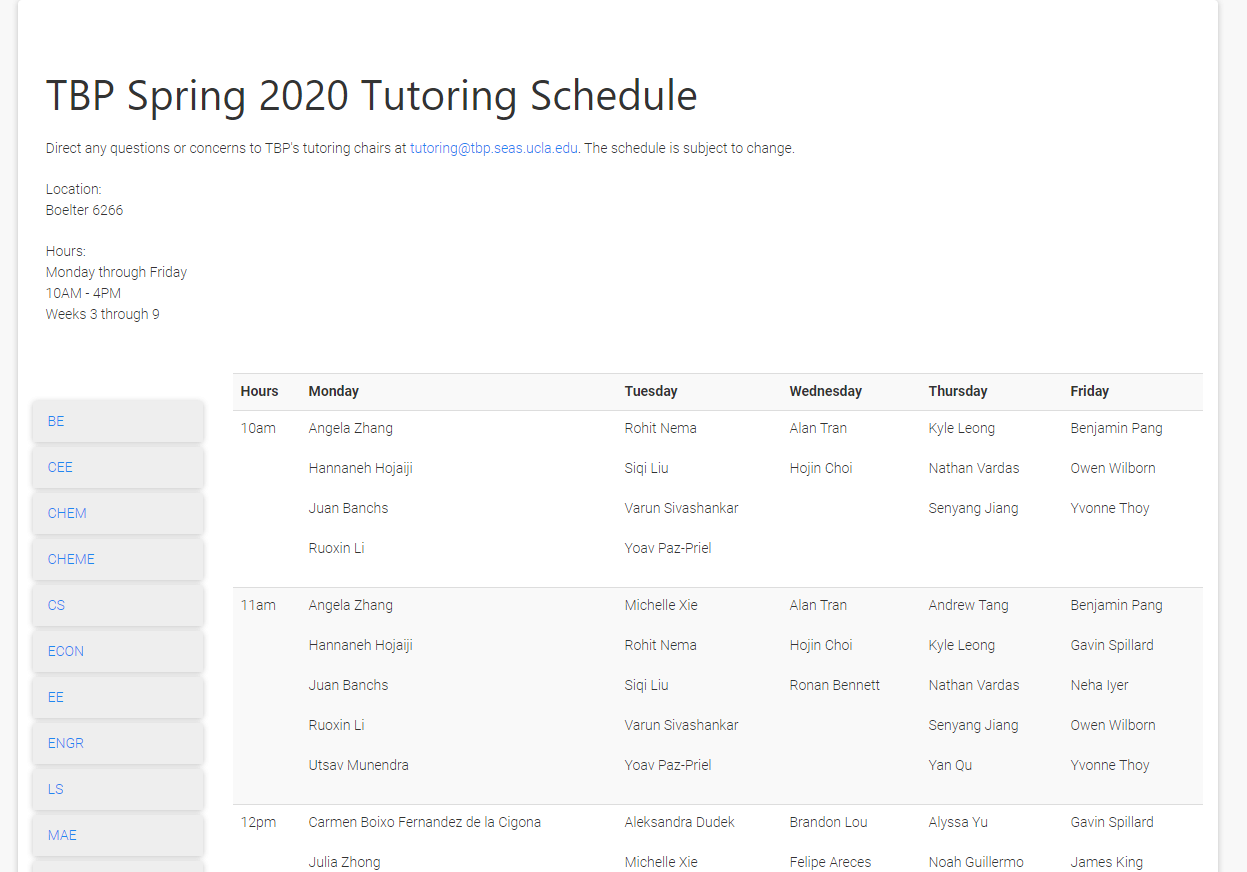 TBP Spring 2020 Tutoring Schedule
Direct any questions or concerns to TBP's tutoring chairs at tutoring@tbp.seas.ucla.edu. The schedule is subject to change.
Location:
Boelter 6266
Hours:
Monday through Friday
10AM - 4PM
Weeks 3 through 9
BE
CEE
CHEM
CHEME
CS
ECON
EE
ENGR
LS
MAE
Hours Monday Tuesday Wednesday Thursday Friday
10am Angela Zhang Rohit Nema Alan Tran Kyle Leong Benjamin Pang
Hannaneh Hojaiji Siqi Liu Hojin Choi Nathan Vardas Owen Wilborn
Juan Banchs Varun Sivashankar Senyang Jiang Yvonne Thoy
Ruoxin Li Yoav Paz-Priel
11am Angela Zhang Michelle Xie Alan Tran Andrew Tang Benjamin Pang
Hannaneh Hojaiji Rohit Nema Hojin Choi Kyle Leong Gavin Spillard
Juan Banchs Siqi Liu Ronan Bennett Nathan Vardas Neha Iyer
Ruoxin Li Varun Sivashankar Senyang Jiang Owen Wilborn
Utsav Munendra Yoav Paz-Priel Yan Qu Yvonne Thoy
12pm Carmen Boixo Fernandez de la Cigona Aleksandra Dudek Brandon Lou Alyssa Yu Gavin Spillard
Julia Zhong Michelle Xie Felipe Areces Noah Guillermo James King